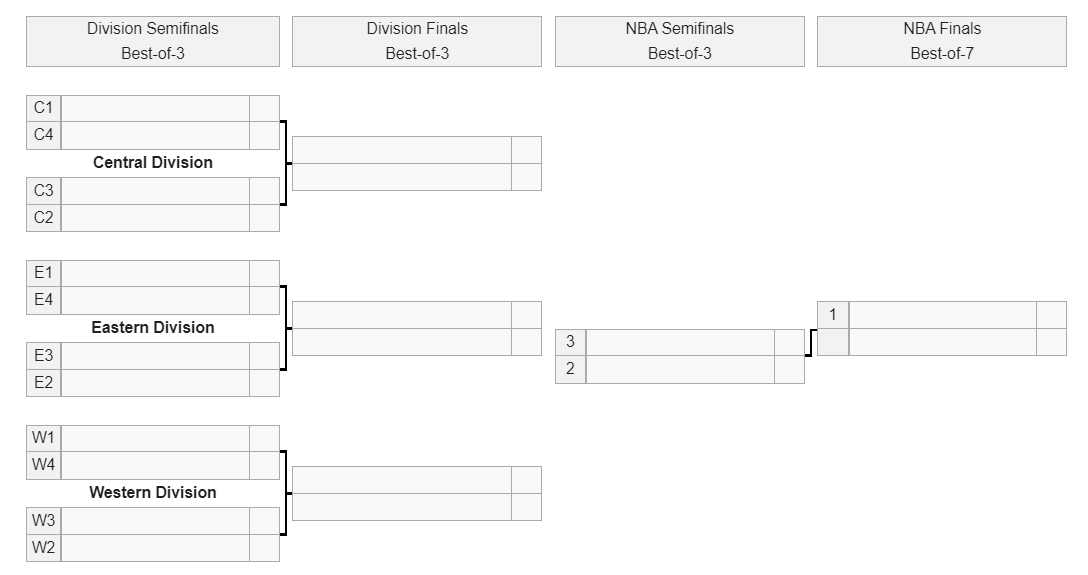 Division Semifinals
Best-of-3
Division Finals
Best-of-3
NBA Semifinals
Best-of-3
NBA Finals
Best-of-7
C1
C4
Central Division
C3
C2
E1
E4
Eastern Division
E3
E2
W1
W4
Western Division
W3
W2
3
2
1